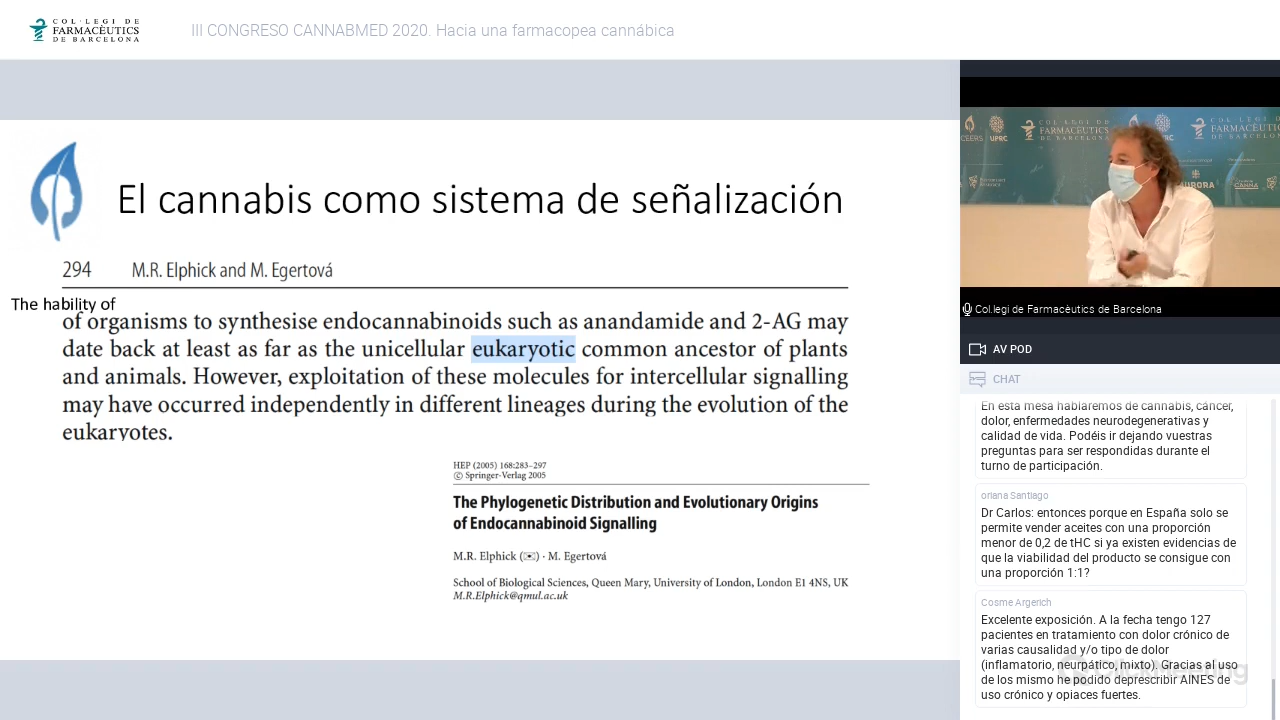 COL·LEGI DE
FARMACÈUTICS
DE BARCELONA
III CONGRESO CANNABMED 2020. Hacia una farmacopea cannábica
El cannabis como sistema de señalización
294 M.R. Elphick and M. Egertová
The hability of
of organisms to synthesise endocannabinoids such as anandamide and 2-AG may
date back at least as far as the unicellular eukaryotic common ancestor of plants
and animals. However, exploitation of these molecules for intercellular signalling
may have occurred independently in different lineages during the evolution of the
eukaryotes.
HEP (2005) 168:283–297
© Springer-Verlag 2005
The Phylogenetic Distribution and Evolutionary Origins
of Endocannabinoid Signalling
M.R. Elphick (✉) · M. Egertová
School of Biological Sciences, Queen Mary, University of London, London E1 4NS, UK
M.R.Elphick@qmul.ac.uk
CEERS
UPRC
COL·LEGI DE
FARMACÈUTICS
DE BARCELONA
AURORA
CANNA
Col.legi de Farmacèutics de Barcelona
AV POD
CHAT
En esta mesa hablaremos de cannabis, cáncer,
dolor, enfermedades neurodegenerativas y
calidad de vida. Podéis ir dejando vuestras
preguntas para ser respondidas durante el
turno de participación.
oriana Santiago
Dr Carlos: entonces porque en España solo se
permite vender aceites con una proporción
menor de 0,2 de tHC si ya existen evidencias de
que la viabilidad del producto se consigue con
una proporción 1:1?
Cosme Argerich
Excelente exposición. A la fecha tengo 127
pacientes en tratamiento con dolor crónico de
varias causalidad y/o tipo de dolor
(inflamatorio, neurpático, mixto). Gracias al uso
de los mismo he podido deprescribir AINES de
uso crónico y opiaces fuertes.